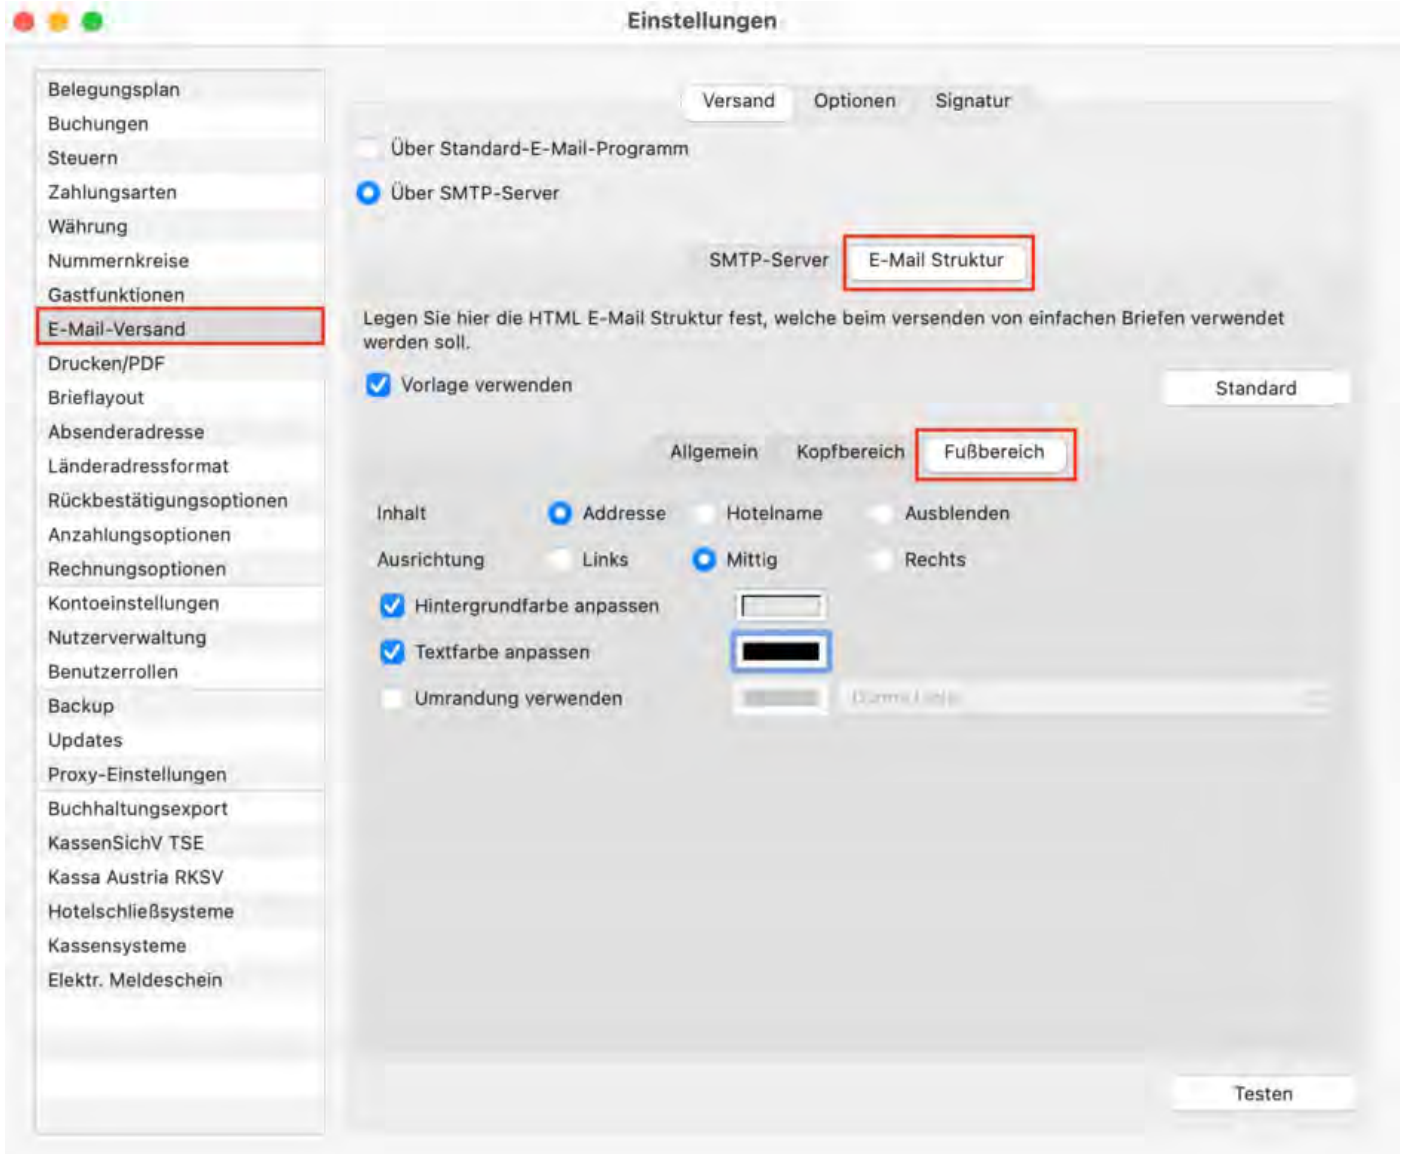 Einstellungen
Belegungsplan
Buchungen
Steuern
Zahlungsarten
Währung
Nummernkreise
Gastfunktionen
E-Mail-Versand
Drucken/PDF
Brieflayout
Absenderadresse
Länderadressformat
Rückbestätigungsoptionen
Anzahlungsoptionen
Rechnungsoptionen
Kontoeinstellungen
Nutzerverwaltung
Benutzerrollen
Backup
Updates
Proxy-Einstellungen
Buchhaltungsexport
KassenSichV TSE
Kassa Austria RKSV
Hotelschließsysteme
Kassensysteme
Elektr. Meldeschein
Versand Optionen Signatur
Über Standard-E-Mail-Programm
Über SMTP-Server
SMTP-Server E-Mail Struktur
Legen Sie hier die HTML E-Mail Struktur fest, welche beim versenden von einfachen Briefen verwendet
werden soll.
Vorlage verwenden Standard
Allgemein Kopfbereich Fußbereich
Inhalt Addresse Hotelname Ausblenden
Ausrichtung Links Mittig Rechts
Hintergrundfarbe anpassen
Textfarbe anpassen
Umrandung verwenden
Testen